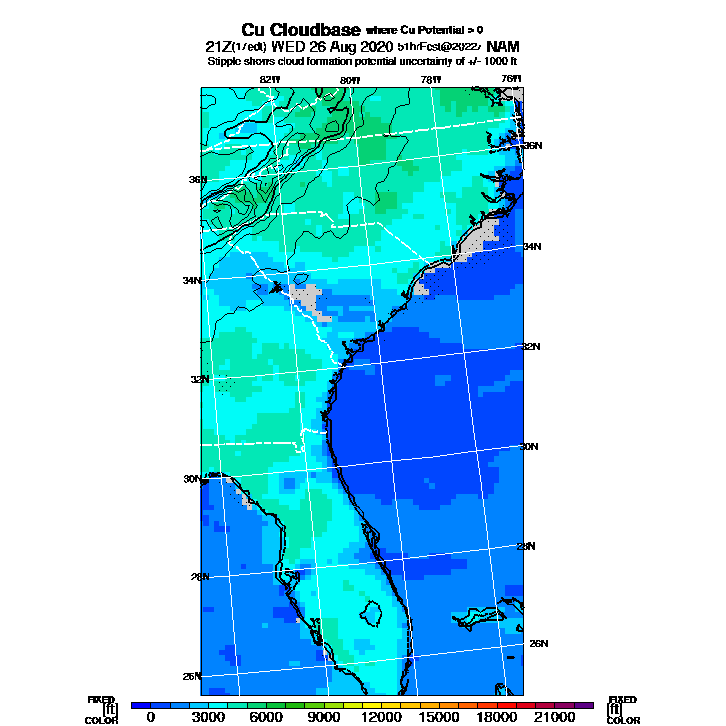 Cu Cloudbase where Cu Potential > 0
21Z(17edt) WED 26 Aug 2020 51hrFcst@2022z NAM
Stipple shows cloud formation potential uncertainty of +/- 1000 ft
82W 80W 78W 76W
36N
36N
34N
34N
32N
32N
30N
30N
28N
28N
26N
26N
FIXED FIXED
[ft] 0 3000 6000 9000 12000 15000 18000 21000 [ft]
COLOR COLOR